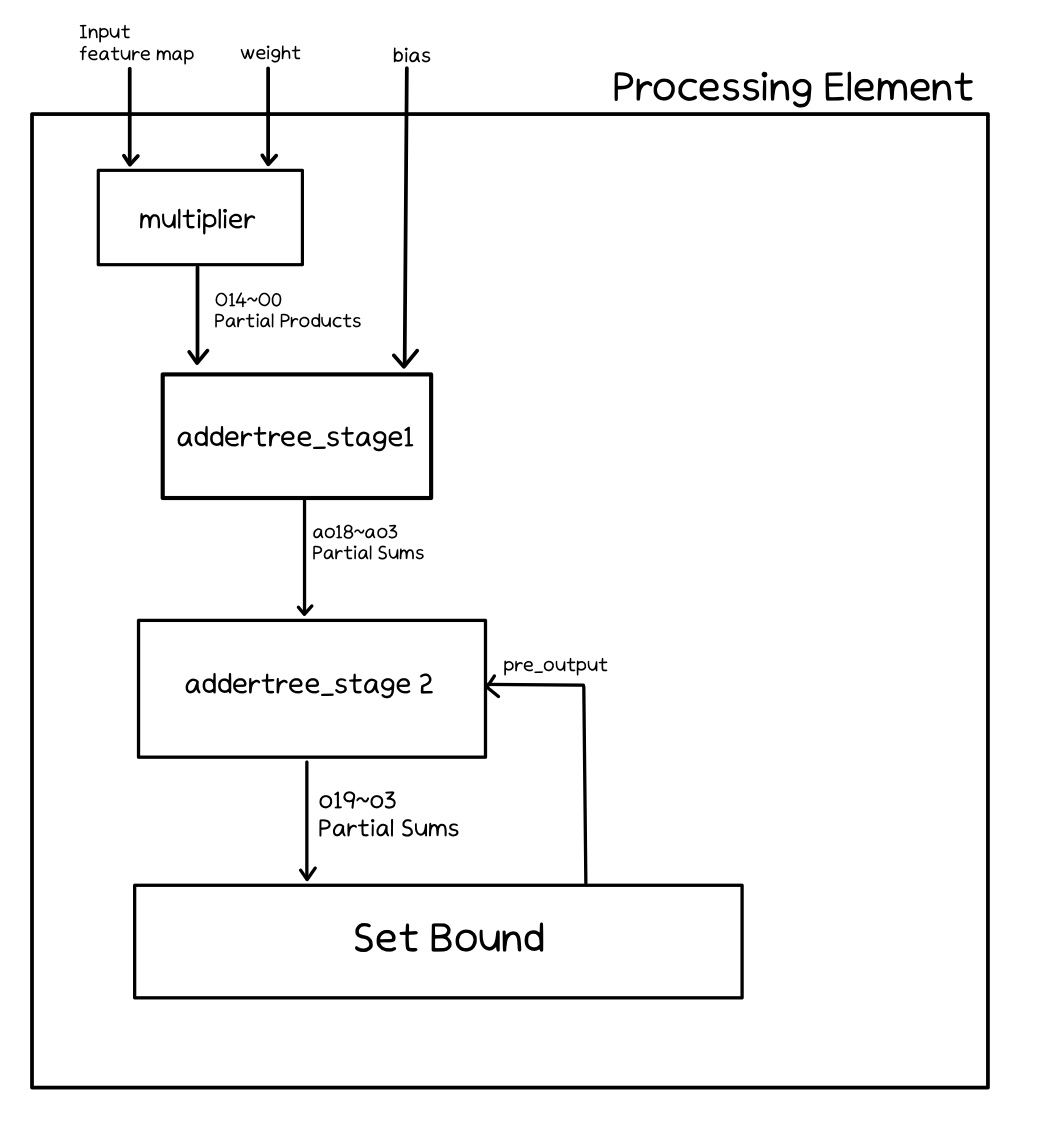 Input
feature map
weight
bias
Processing Element
multiplier
O14~O0
Partial Products
addertree_stage1
ao18~ao3
Partial Sums
addertree_stage 2
pre_output
o19~o3
Partial Sums
Set Bound